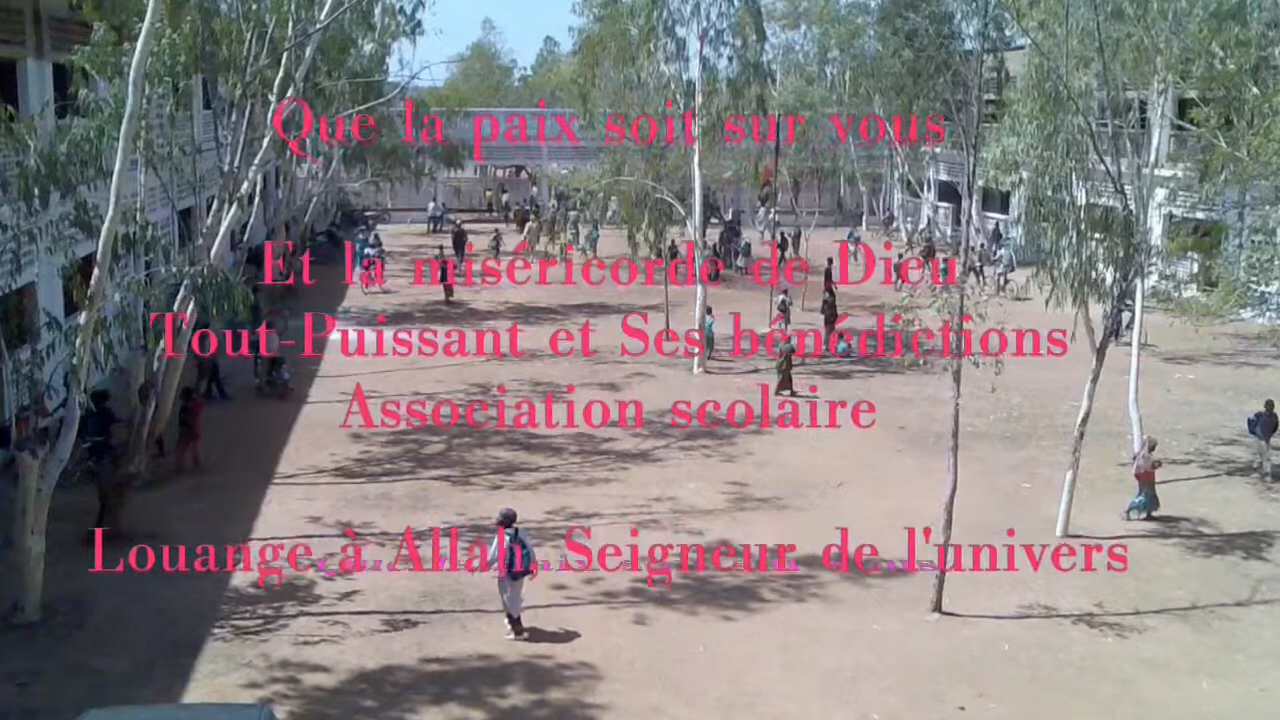 Que la paix soit sur vous
Et la miséricorde de Dieu
Tout-Puissant et Ses bénédictions
Association scolaire
Louange à Allah, Seigneur de l'univers